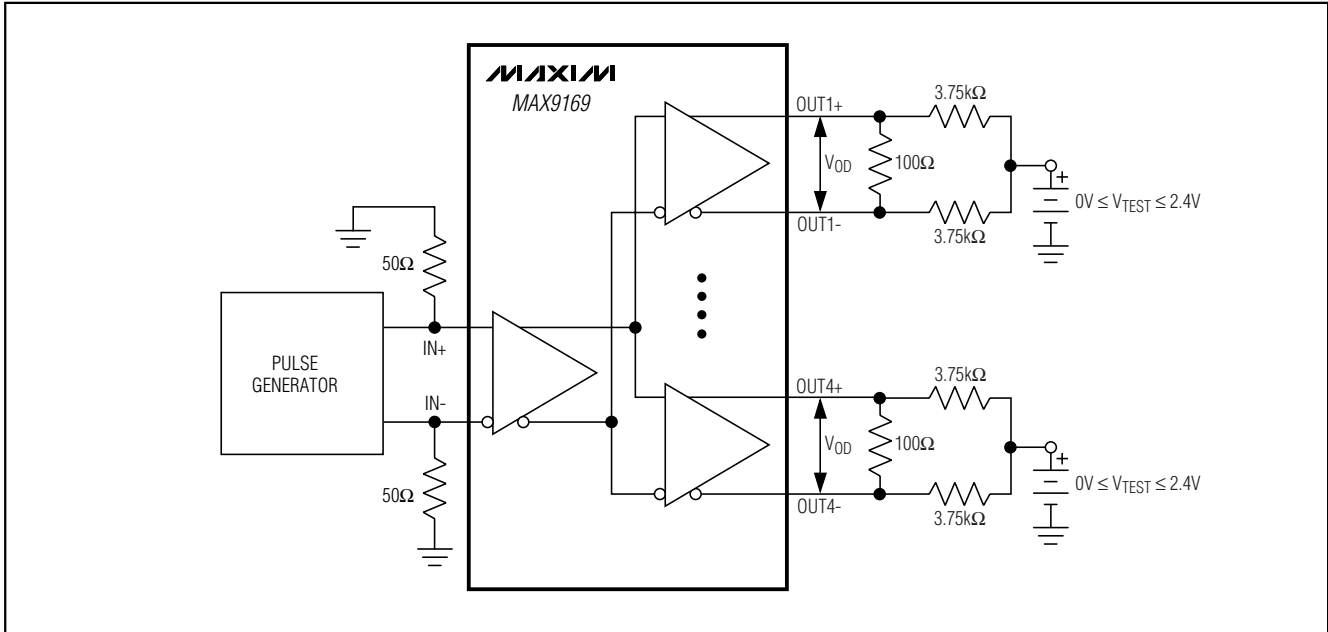 MAXIM
MAX9169
PULSE
GENERATOR
50Ω
IN+
IN-
50Ω
OUT1+
VOD
100Ω
OUT1-
3.75kΩ
3.75kΩ
+
0V ≤ VTEST ≤ 2.4V
OUT4+
VOD
100Ω
OUT4-
3.75kΩ
3.75kΩ
+
0V ≤ VTEST ≤ 2.4V